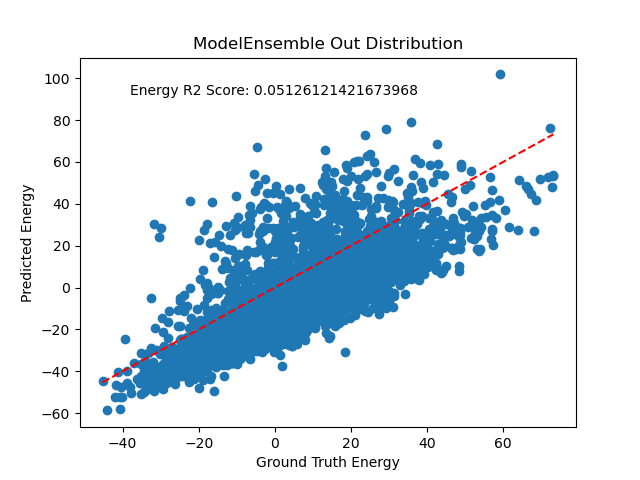 ModelEnsemble Out Distribution
Energy R2 Score: 0.05126121421673968
100
80
60
40
20
0
−20
−40
−60
Predicted Energy
−40 −20 0 20 40 60
Ground Truth Energy